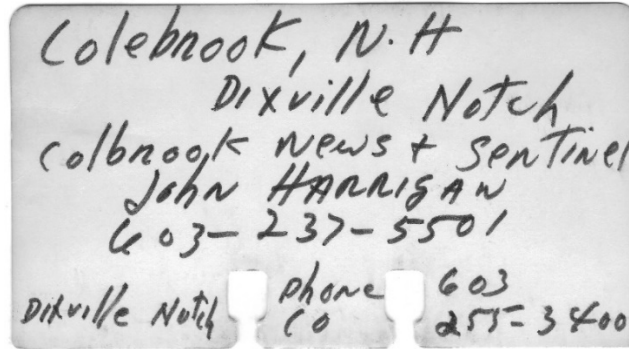 Colebrook, N.H
Dixville Notch
Colbrook News + Sentinel
John HARRIGAN
603-237-5501
Dixville Notch phone 603
CO 255-3400